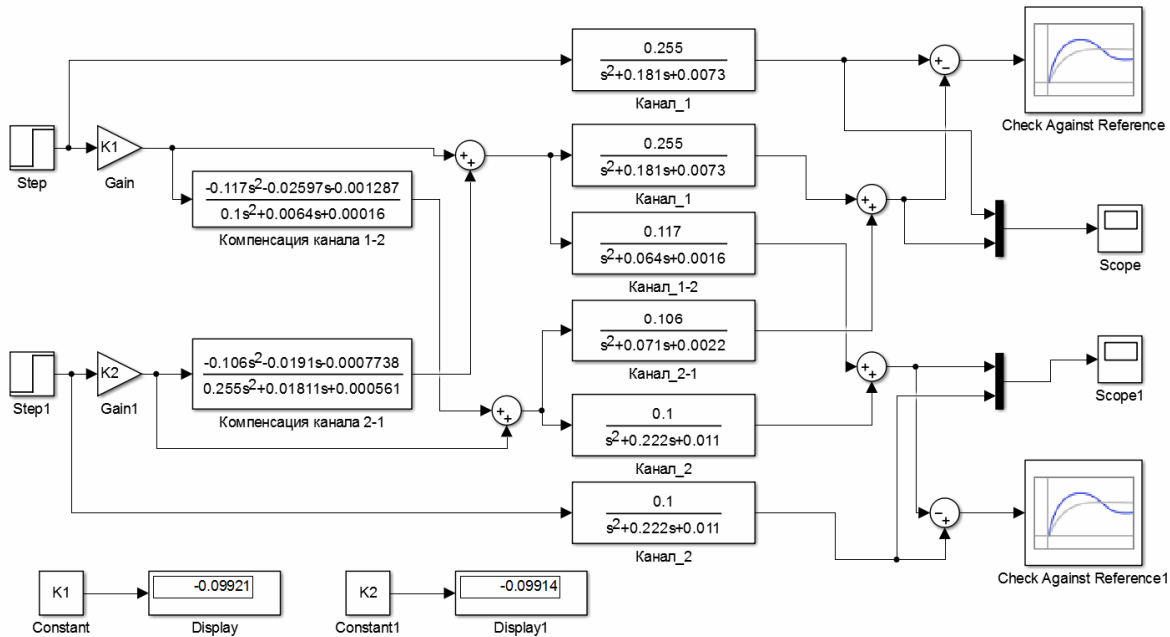 0.255
s2+0.181s+0.0073
Канал_1
Check Against Reference
Step
K1
Gain
+
-
+
+
0.255
s2+0.181s+0.0073
Канал_1
-0.117s2-0.02597s-0.001287
0.1s2+0.0064s+0.00016
Компенсация канала 1-2
+
+
0.117
s2+0.064s+0.0016
Канал_1-2
Scope
0.106
s2+0.071s+0.0022
Канал_2-1
Step1
K2
Gain1
-0.106s2-0.0191s-0.0007738
0.255s2+0.01811s+0.000561
Компенсация канала 2-1
+
+
+
+
Scope1
0.1
s2+0.222s+0.011
Канал_2
0.1
s2+0.222s+0.011
Канал_2
-
+
Check Against Reference1
K1
Constant
-0.09921
Display
K2
Constant1
-0.09914
Display1